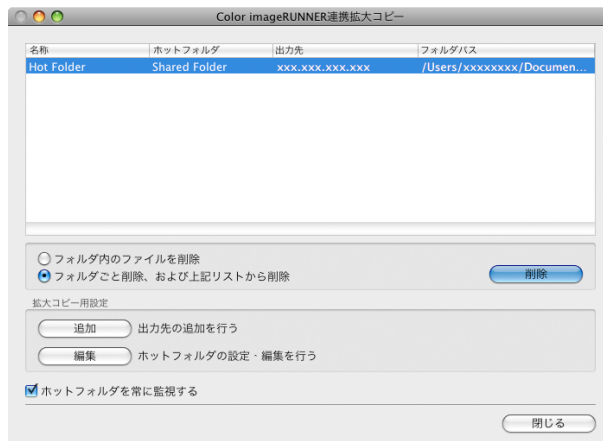 Color imageRUNNER連携拡大コピー
名称 ホットフォルダ 出力先 フォルダパス
Hot Folder Shared Folder xxx.xxx.xxx.xxx /Users/xxxxxxxx/Documen...
フォルダ内のファイルを削除
フォルダごと削除、および上記リストから削除 削除
拡大コピー用設定
追加 出力先の追加を行う
編集 ホットフォルダの設定・編集を行う
ホットフォルダを常に監視する
閉じる